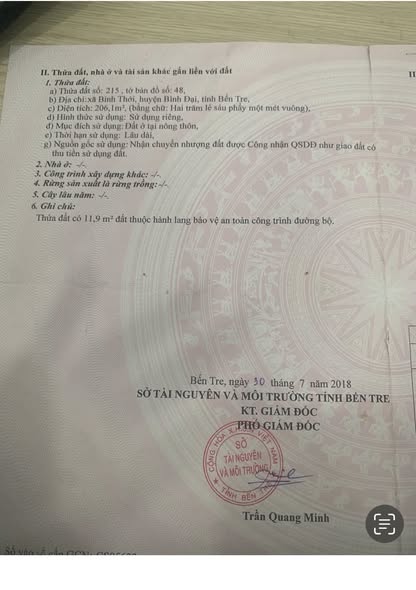 II. Thửa đất, nhà ở và tài sản khác gắn liền với đất
1. Thửa đất:
a) Thửa đất số: 215 , tờ bản đồ số: 48,
b) Địa chỉ:xã Bình Thới, huyện Bình Đại, tỉnh Bến Tre,
c) Diện tích: 206,1m², (bằng chữ: Hai trăm lẻ sáu phẩy một mét vuông),
d) Hình thức sử dụng: Sử dụng riêng,
đ) Mục đích sử dụng: Đất ở tại nông thôn,
e) Thời hạn sử dụng: Lâu dài,
g) Nguồn gốc sử dụng: Nhận chuyển nhượng đất được Công nhận QSDĐ như giao đất có
thu tiền sử dụng đất.
2. Nhà ở: -/-.
3. Công trình xây dựng khác: -/-.
4. Rừng sản xuất là rừng trồng:-/-.
5. Cây lâu năm: -/-.
6. Ghi chú:
Thửa đất có 11,9 m² đất thuộc hành lang bảo vệ an toàn công trình đường bộ.
Bến Tre, ngày 30 tháng 7 năm 2018
SỞ TÀI NGUYÊN VÀ MÔI TRƯỜNG TỈNH BẾN TRE
KT. GIÁM ĐỐC
PHÓ GIÁM ĐỐC
SỞ
TÀI NGUYÊN
VÀ MÔI TRƯỜNG
TỈNH BẾN
Trần Quang Minh
Số vào sổ cấp GCN: